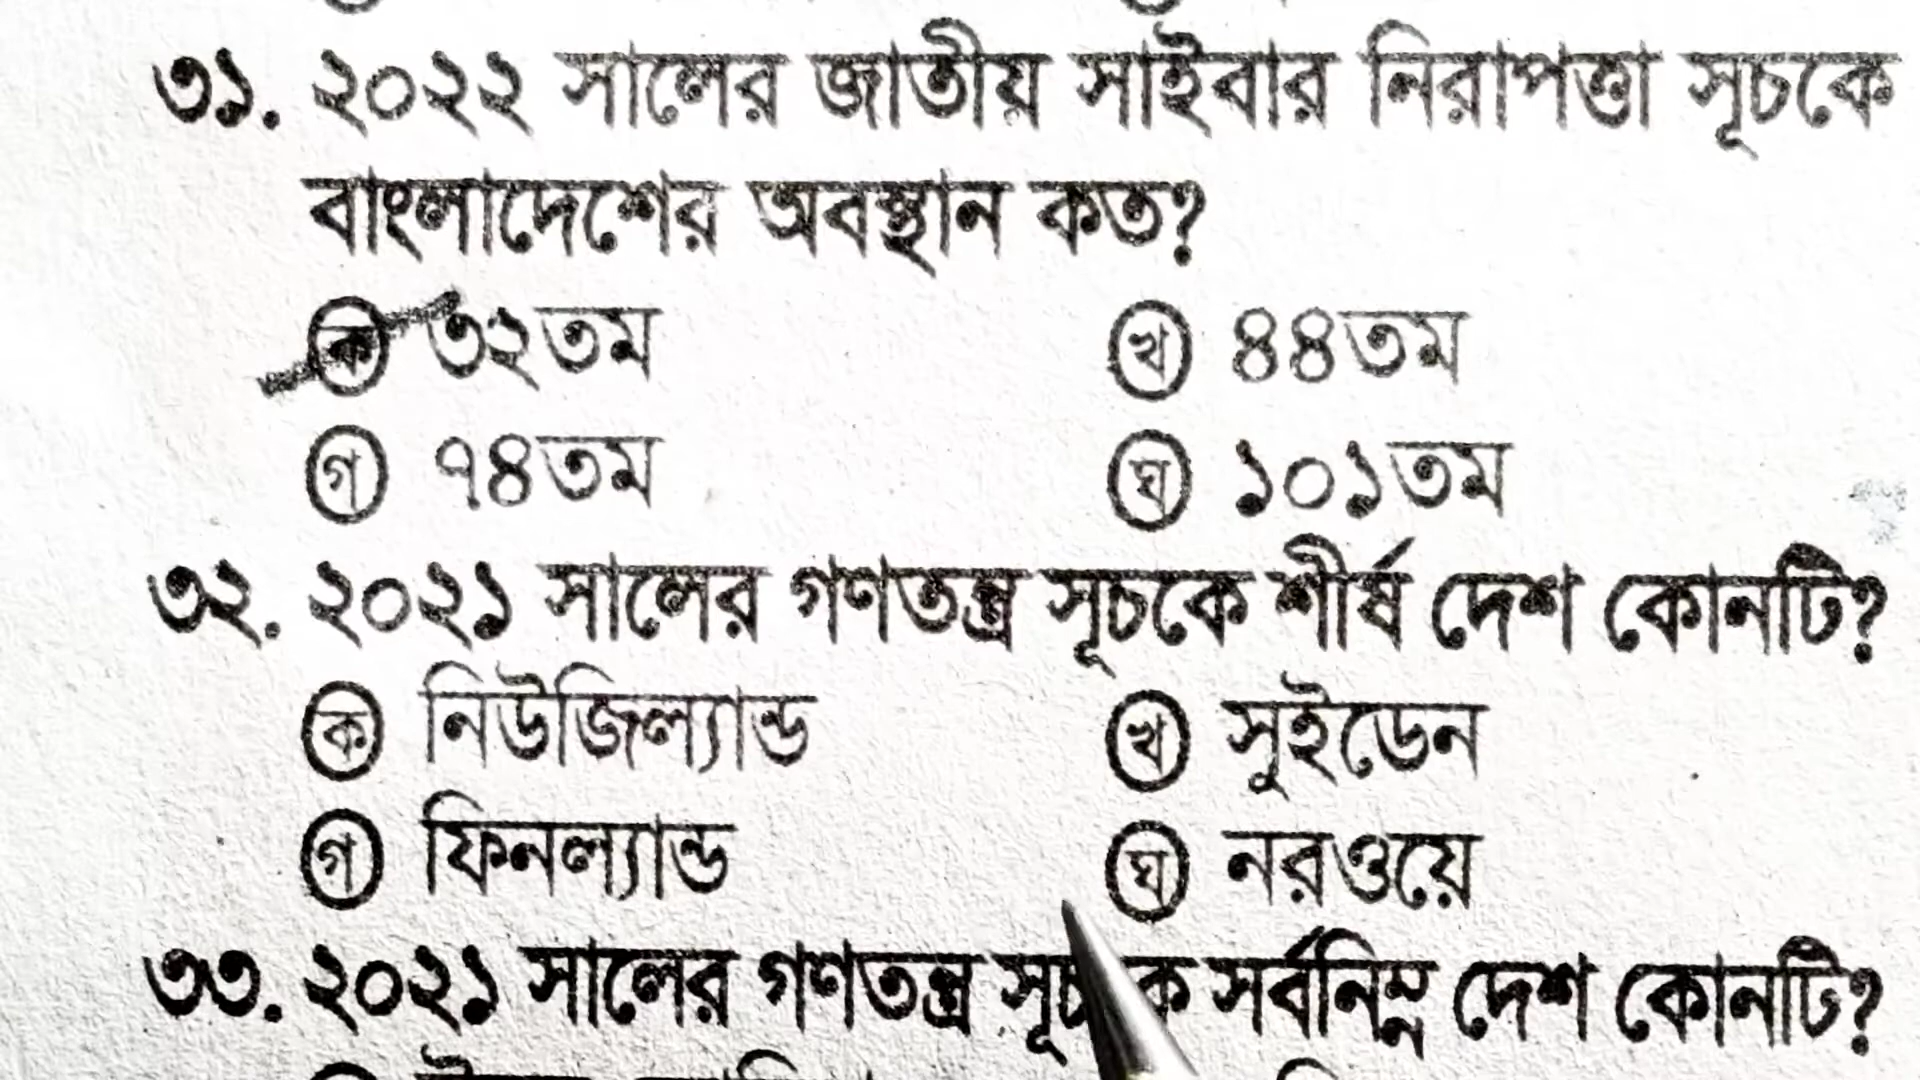 ৩১. ২০২২ সালের জাতীয় সাইবার নিরাপত্তা সূচকে
বাংলাদেশের অবস্থান কত?
ক ৩২তম খ ৪৪তম
গ ৭৪তম ঘ ১০১তম
৩২. ২০২১ সালের গণতন্ত্র সূচকে শীর্ষ দেশ কোনটি?
ক নিউজিল্যান্ড খ সুইডেন
গ ফিনল্যান্ড ঘ নরওয়ে
৩৩. ২০২১ সালের গণতন্ত্র সূচকে সর্বনিম্ন দেশ কোনটি?